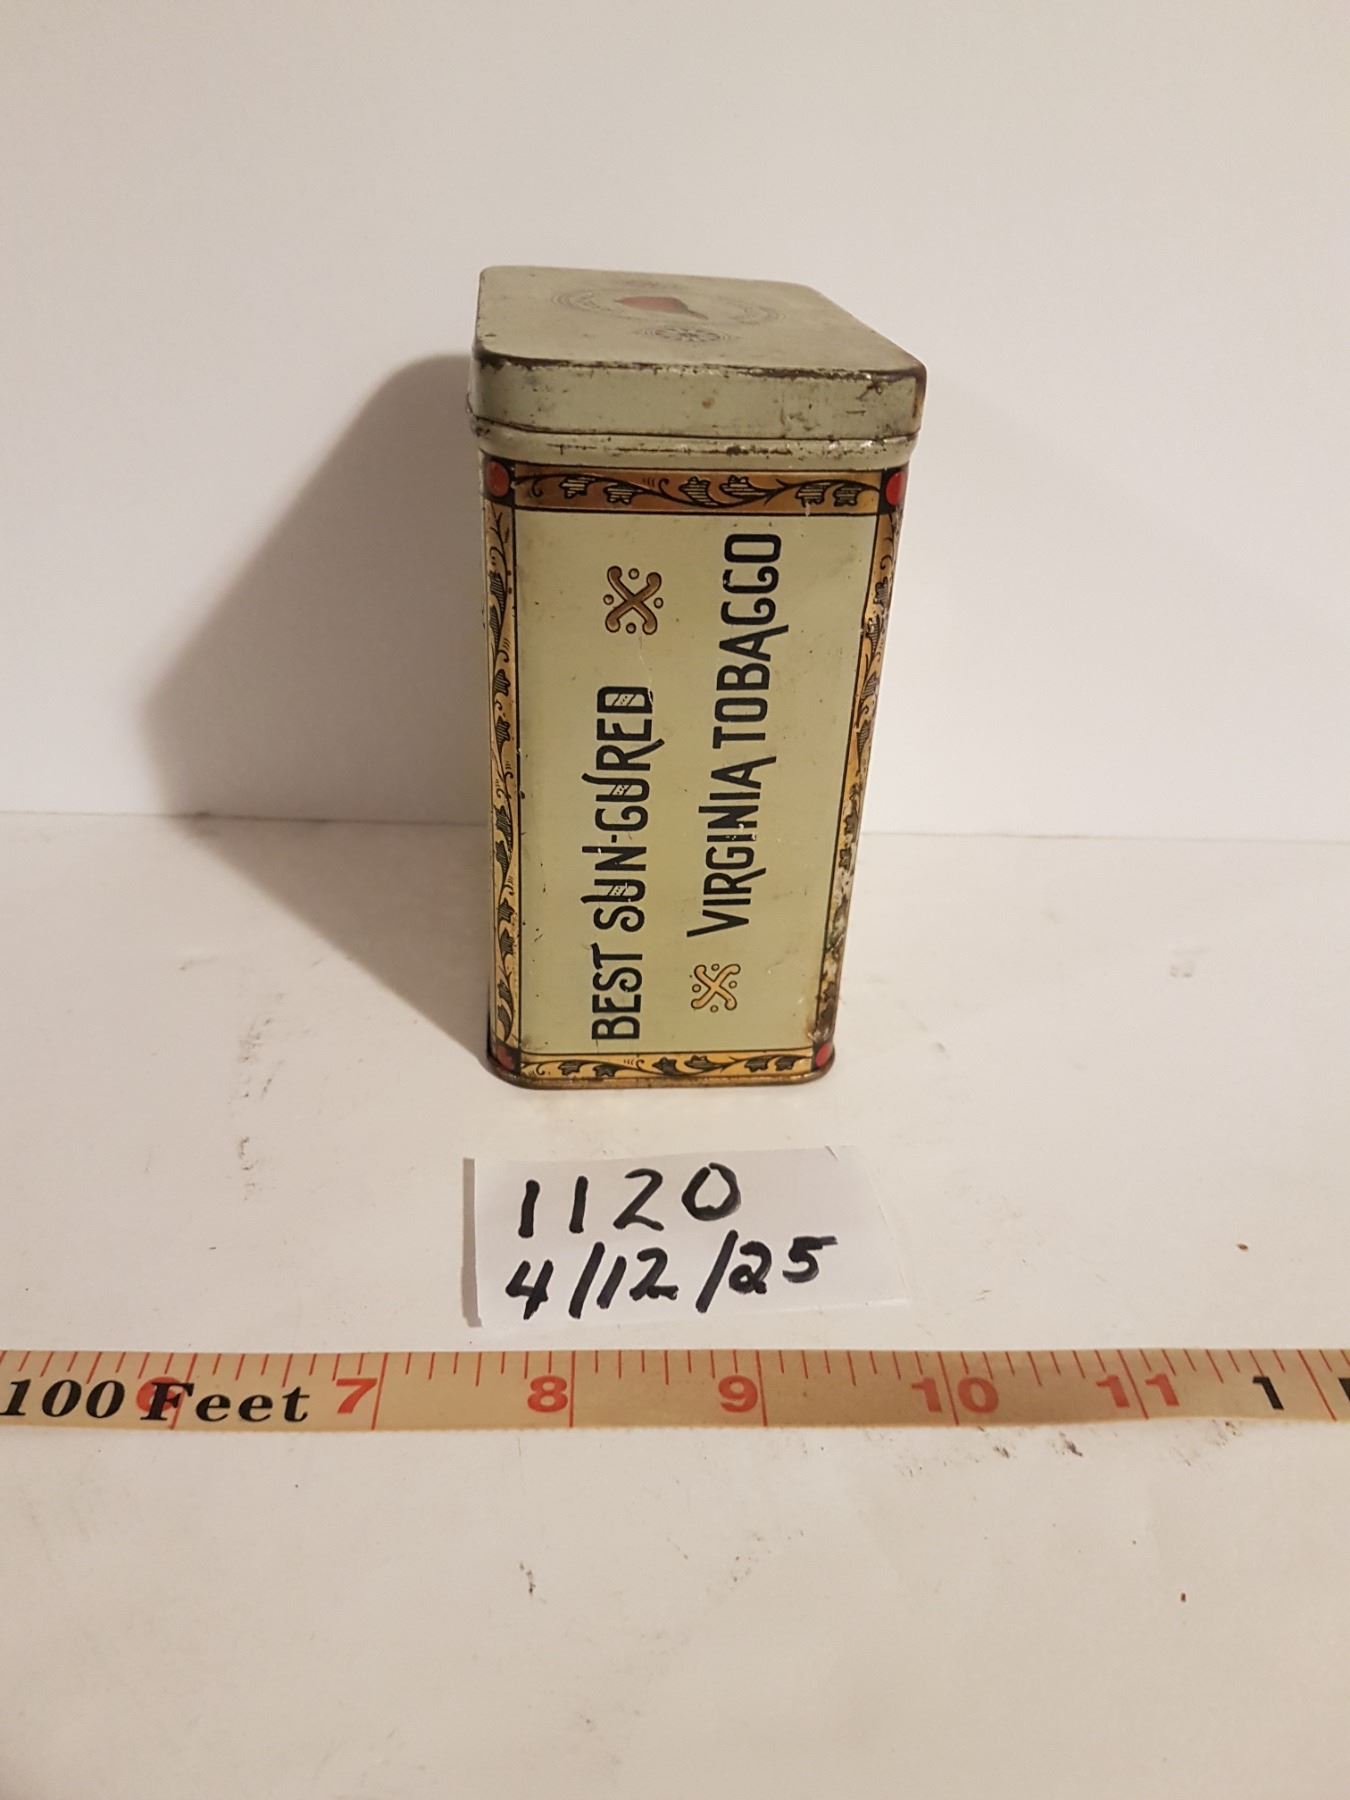 BEST SUN-CURED
VIRGINIA TOBACCO
1120
4/12/25
100 Feet 7 8 9 10 11 1